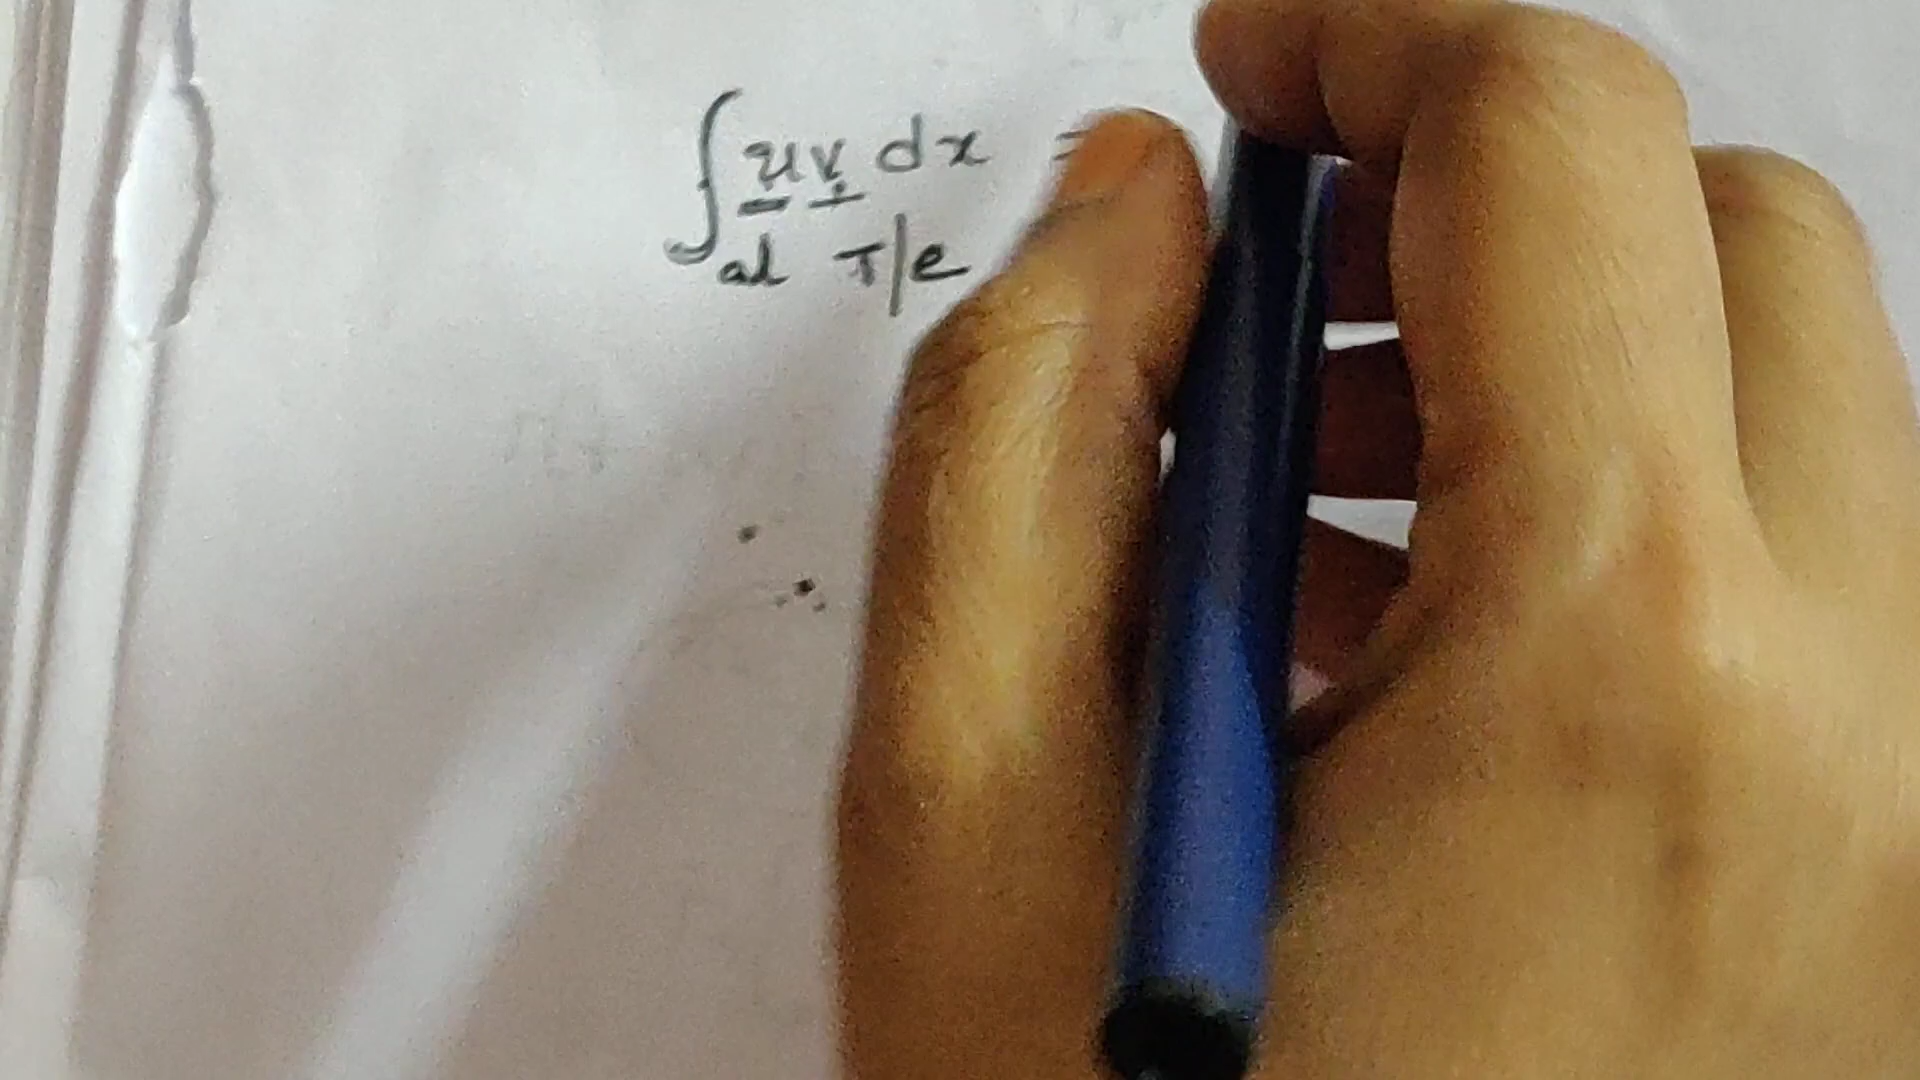 ∫uv dx =
al T/e